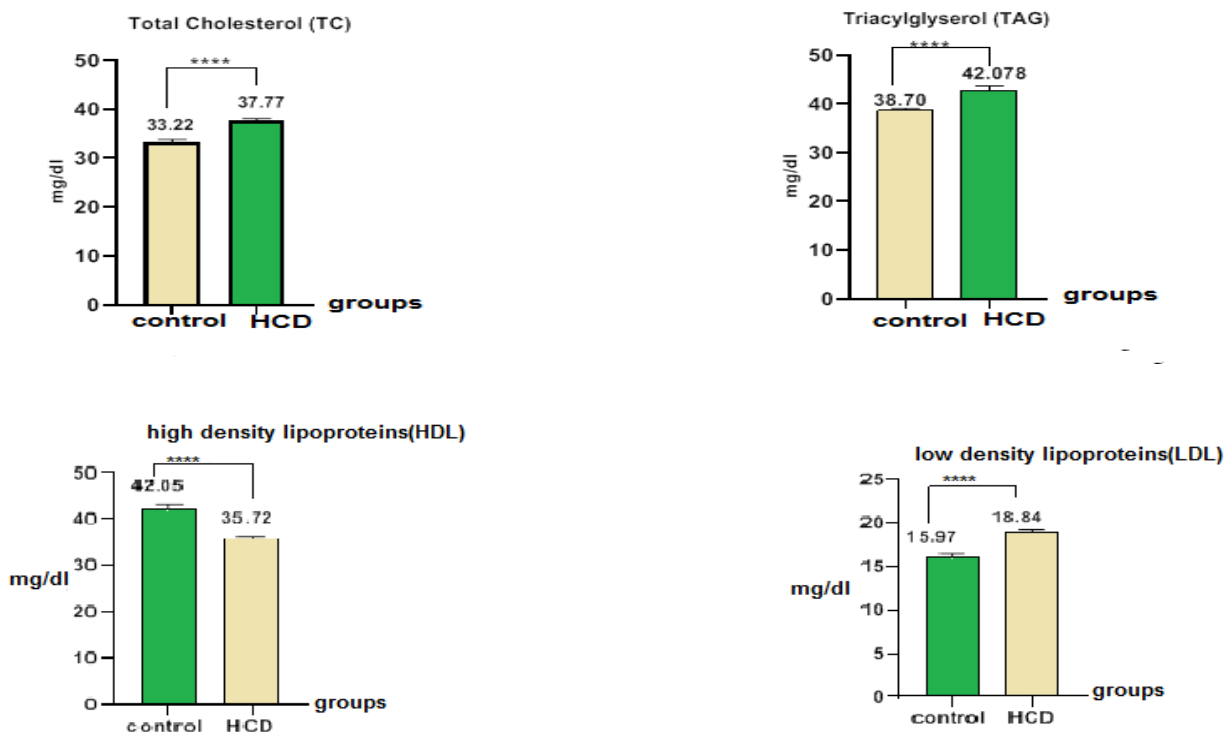 Total Cholesterol (TC)
****
50
40
30
20
10
0
mg/dl
33.22
37.77
control HCD
groups
Triacylglyserol (TAG)
****
50
40
30
20
10
0
mg/dl
38.70
42.078
control HCD
groups
high density lipoproteins(HDL)
****
50
40
30
20
10
0
mg/dl
42.05
35.72
control HCD
groups
low density lipoproteins(LDL)
****
25
20
15
10
5
0
mg/dl
15.97
18.84
control HCD
groups